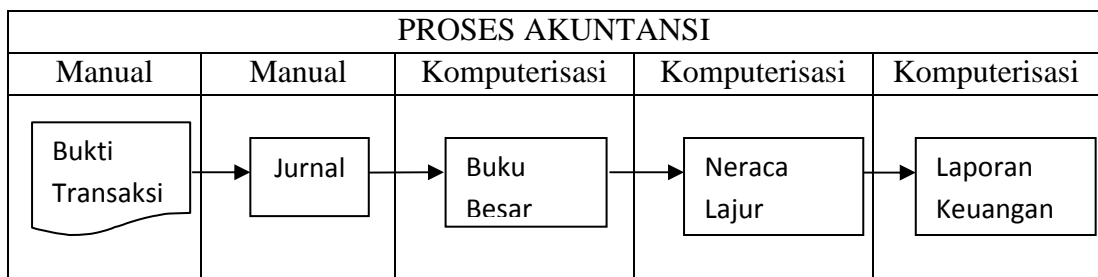 PROSES AKUNTANSI
Manual
Manual
Komputerisasi
Komputerisasi
Komputerisasi
Bukti
Transaksi
Jurnal
Buku
Besar
Neraca
Lajur
Laporan
Keuangan